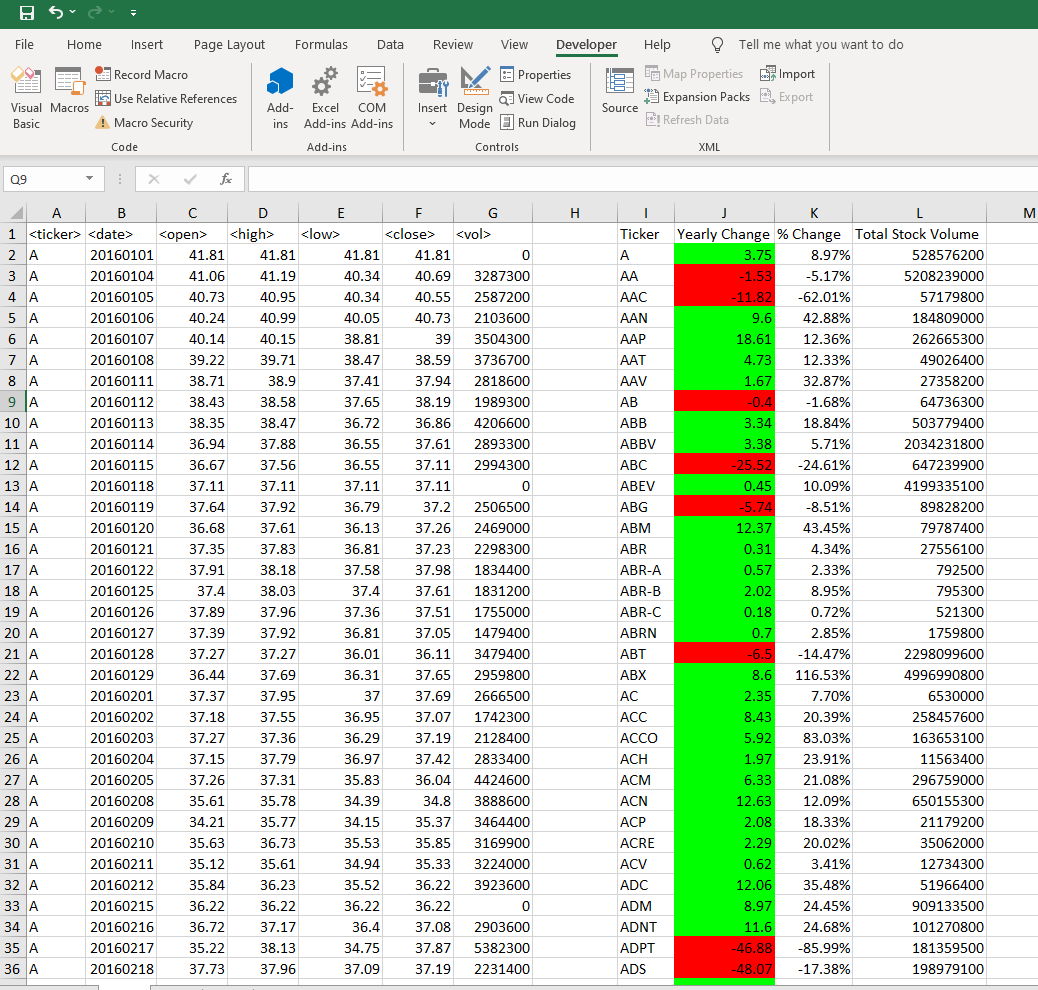 File Home Insert Page Layout Formulas Data Review View Developer Help Tell me what you want to do
Visual Basic
Macros
Record Macro
Use Relative References
Macro Security
Code
Add-ins
Excel Add-ins
COM Add-ins
Add-ins
Insert
Design Mode
Properties
View Code
Run Dialog
Controls
Source
Map Properties
Expansion Packs
Refresh Data
Import
Export
XML
Q9 fx
A B C D E F G H I J K L M
1 <ticker> <date> <open> <high> <low> <close> <vol> Ticker Yearly Change % Change Total Stock Volume
2 A 20160101 41.81 41.81 41.81 41.81 0 A 3.75 8.97% 528576200
3 A 20160104 41.06 41.19 40.34 40.69 3287300 AA -1.53 -5.17% 5208239000
4 A 20160105 40.73 40.95 40.34 40.55 2587200 AAC -11.82 -62.01% 57179800
5 A 20160106 40.24 40.99 40.05 40.73 2103600 AAN 9.6 42.88% 184809000
6 A 20160107 40.14 40.15 38.81 39 3504300 AAP 18.61 12.36% 262665300
7 A 20160108 39.22 39.71 38.47 38.59 3736700 AAT 4.73 12.33% 49026400
8 A 20160111 38.71 38.9 37.41 37.94 2818600 AAV 1.67 32.87% 27358200
9 A 20160112 38.43 38.58 37.65 38.19 1989300 AB -0.4 -1.68% 64736300
10 A 20160113 38.35 38.47 36.72 36.86 4206600 ABB 3.34 18.84% 503779400
11 A 20160114 36.94 37.88 36.55 37.61 2893300 ABBV 3.38 5.71% 2034231800
12 A 20160115 36.67 37.56 36.55 37.11 2994300 ABC -25.52 -24.61% 647239900
13 A 20160118 37.11 37.11 37.11 37.11 0 ABEV 0.45 10.09% 4199335100
14 A 20160119 37.64 37.92 36.79 37.2 2506500 ABG -5.74 -8.51% 89828200
15 A 20160120 36.68 37.61 36.13 37.26 2469000 ABM 12.37 43.45% 79787400
16 A 20160121 37.35 37.83 36.81 37.23 2298300 ABR 0.31 4.34% 27556100
17 A 20160122 37.91 38.18 37.58 37.98 1834400 ABR-A 0.57 2.33% 792500
18 A 20160125 37.4 38.03 37.4 37.61 1831200 ABR-B 2.02 8.95% 795300
19 A 20160126 37.89 37.96 37.36 37.51 1755000 ABR-C 0.18 0.72% 521300
20 A 20160127 37.39 37.92 36.81 37.05 1479400 ABRN 0.7 2.85% 1759800
21 A 20160128 37.27 37.27 36.01 36.11 3479400 ABT -6.5 -14.47% 2298099600
22 A 20160129 36.44 37.69 36.31 37.65 2959800 ABX 8.6 116.53% 4996990800
23 A 20160201 37.37 37.95 37 37.69 2666500 AC 2.35 7.70% 6530000
24 A 20160202 37.18 37.55 36.95 37.07 1742300 ACC 8.43 20.39% 258457600
25 A 20160203 37.27 37.36 36.29 37.19 2128400 ACCO 5.92 83.03% 163653100
26 A 20160204 37.15 37.79 36.97 37.42 2833400 ACH 1.97 23.91% 11563400
27 A 20160205 37.26 37.31 35.83 36.04 4424600 ACM 6.33 21.08% 296759000
28 A 20160208 35.61 35.78 34.39 34.8 3888600 ACN 12.63 12.09% 650155300
29 A 20160209 34.21 35.77 34.15 35.37 3464400 ACP 2.08 18.33% 21179200
30 A 20160210 35.63 36.73 35.53 35.85 3169900 ACRE 2.29 20.02% 35062000
31 A 20160211 35.12 35.61 34.94 35.33 3224000 ACV 0.62 3.41% 12734300
32 A 20160212 35.84 36.23 35.52 36.22 3923600 ADC 12.06 35.48% 51966400
33 A 20160215 36.22 36.22 36.22 36.22 0 ADM 8.97 24.45% 909133500
34 A 20160216 36.72 37.17 36.4 37.08 2903600 ADNT 11.6 24.68% 101270800
35 A 20160217 35.22 38.13 34.75 37.87 5382300 ADPT -46.88 -85.99% 181359500
36 A 20160218 37.73 37.96 37.09 37.19 2231400 ADS -48.07 -17.38% 198979100